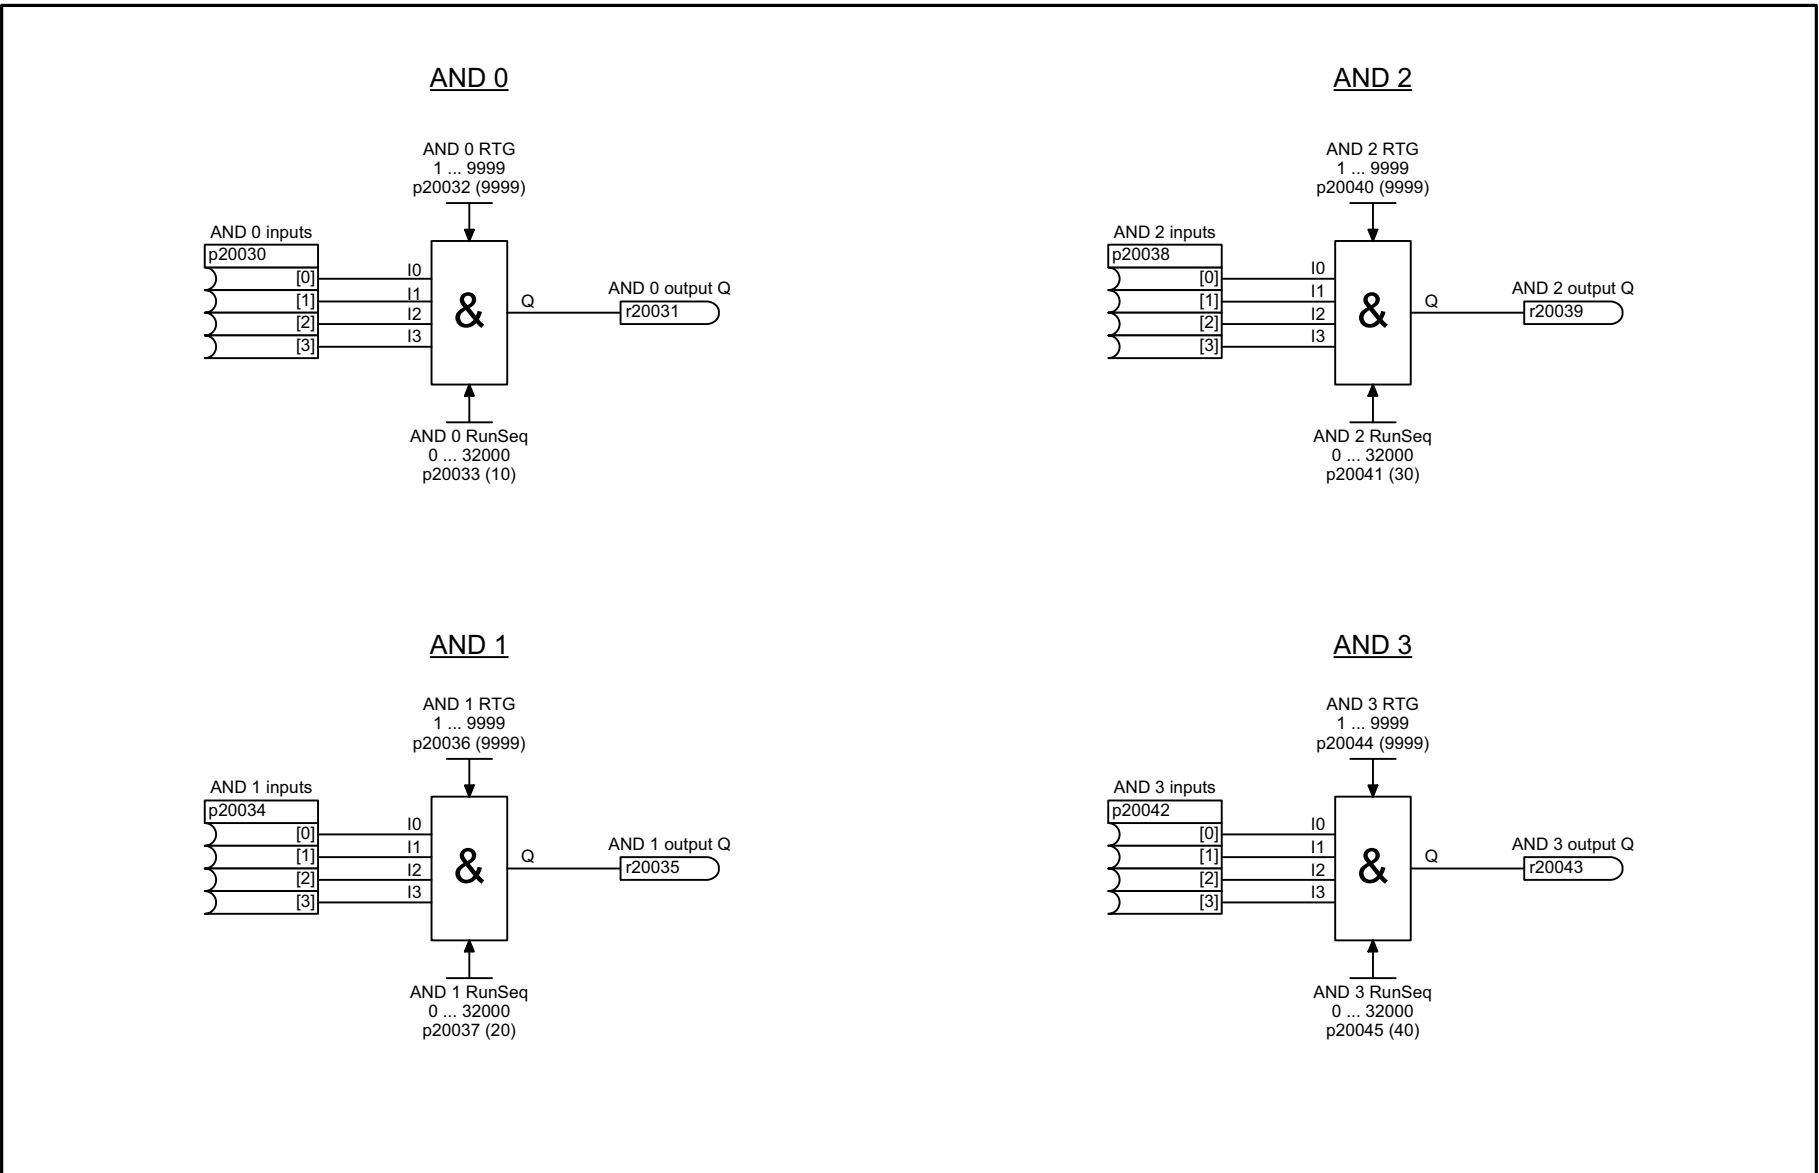 AND 0
AND 0 RTG
1 ... 9999
p20032 (9999)
AND 0 inputs
p20030
[0]
[1]
[2]
[3]
I0
I1
I2
I3
&
Q
AND 0 output Q
r20031
AND 0 RunSeq
0 ... 32000
p20033 (10)
AND 2
AND 2 RTG
1 ... 9999
p20040 (9999)
AND 2 inputs
p20038
[0]
[1]
[2]
[3]
I0
I1
I2
I3
&
Q
AND 2 output Q
r20039
AND 2 RunSeq
0 ... 32000
p20041 (30)
AND 1
AND 1 RTG
1 ... 9999
p20036 (9999)
AND 1 inputs
p20034
[0]
[1]
[2]
[3]
I0
I1
I2
I3
&
Q
AND 1 output Q
r20035
AND 1 RunSeq
0 ... 32000
p20037 (20)
AND 3
AND 3 RTG
1 ... 9999
p20044 (9999)
AND 3 inputs
p20042
[0]
[1]
[2]
[3]
I0
I1
I2
I3
&
Q
AND 3 output Q
r20043
AND 3 RunSeq
0 ... 32000
p20045 (40)